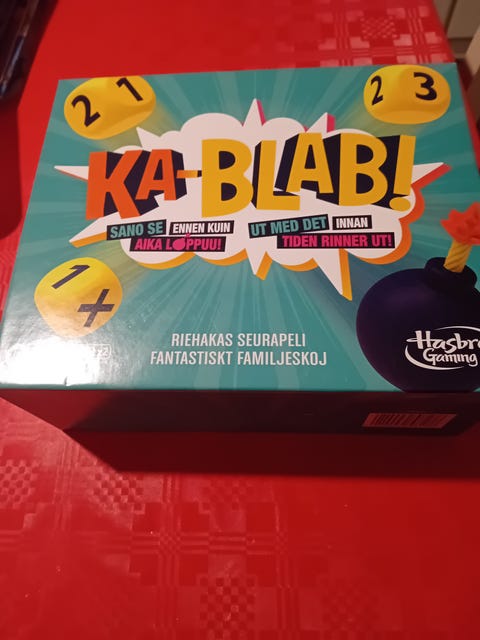 2 1
2 3
KA-BLAB!
SANO SE ENNEN KUIN
AIKA LOPPUU!
UT MED DET INNAN
TIDEN RINNER UT!
1 +
RIEHAKAS SEURAPELI
FANTASTISKT FAMILJESKOJ
Hasbro
Gaming